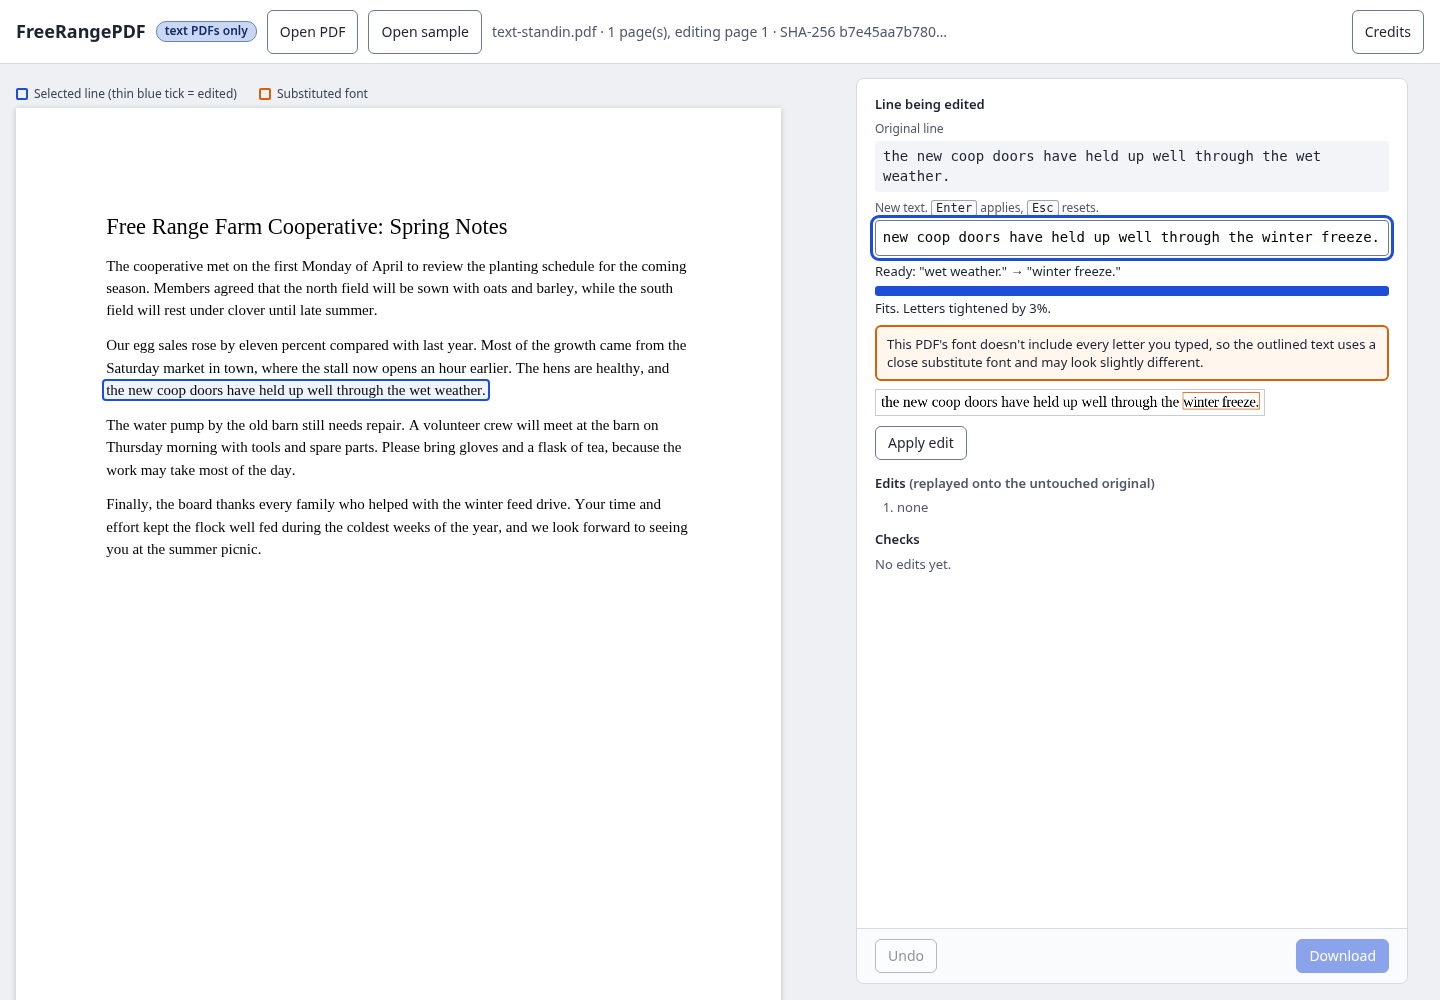 FreeRangePDF
text PDFs only
Open PDF
Open sample
text-standin.pdf · 1 page(s), editing page 1 · SHA-256 b7e45aa7b780…
Credits
Selected line (thin blue tick = edited)
Substituted font
Free Range Farm Cooperative: Spring Notes
The cooperative met on the first Monday of April to review the planting schedule for the coming
season. Members agreed that the north field will be sown with oats and barley, while the south
field will rest under clover until late summer.
Our egg sales rose by eleven percent compared with last year. Most of the growth came from the
Saturday market in town, where the stall now opens an hour earlier. The hens are healthy, and
the new coop doors have held up well through the wet weather.
The water pump by the old barn still needs repair. A volunteer crew will meet at the barn on
Thursday morning with tools and spare parts. Please bring gloves and a flask of tea, because the
work may take most of the day.
Finally, the board thanks every family who helped with the winter feed drive. Your time and
effort kept the flock well fed during the coldest weeks of the year, and we look forward to seeing
you at the summer picnic.
Line being edited
Original line
the new coop doors have held up well through the wet
weather.
New text. Enter applies, Esc resets.
new coop doors have held up well through the winter freeze.
Ready: "wet weather." → "winter freeze."
Fits. Letters tightened by 3%.
This PDF's font doesn't include every letter you typed, so the outlined text uses a
close substitute font and may look slightly different.
the new coop doors have held up well through the winter freeze.
Apply edit
Edits (replayed onto the untouched original)
1. none
Checks
No edits yet.
Undo
Download